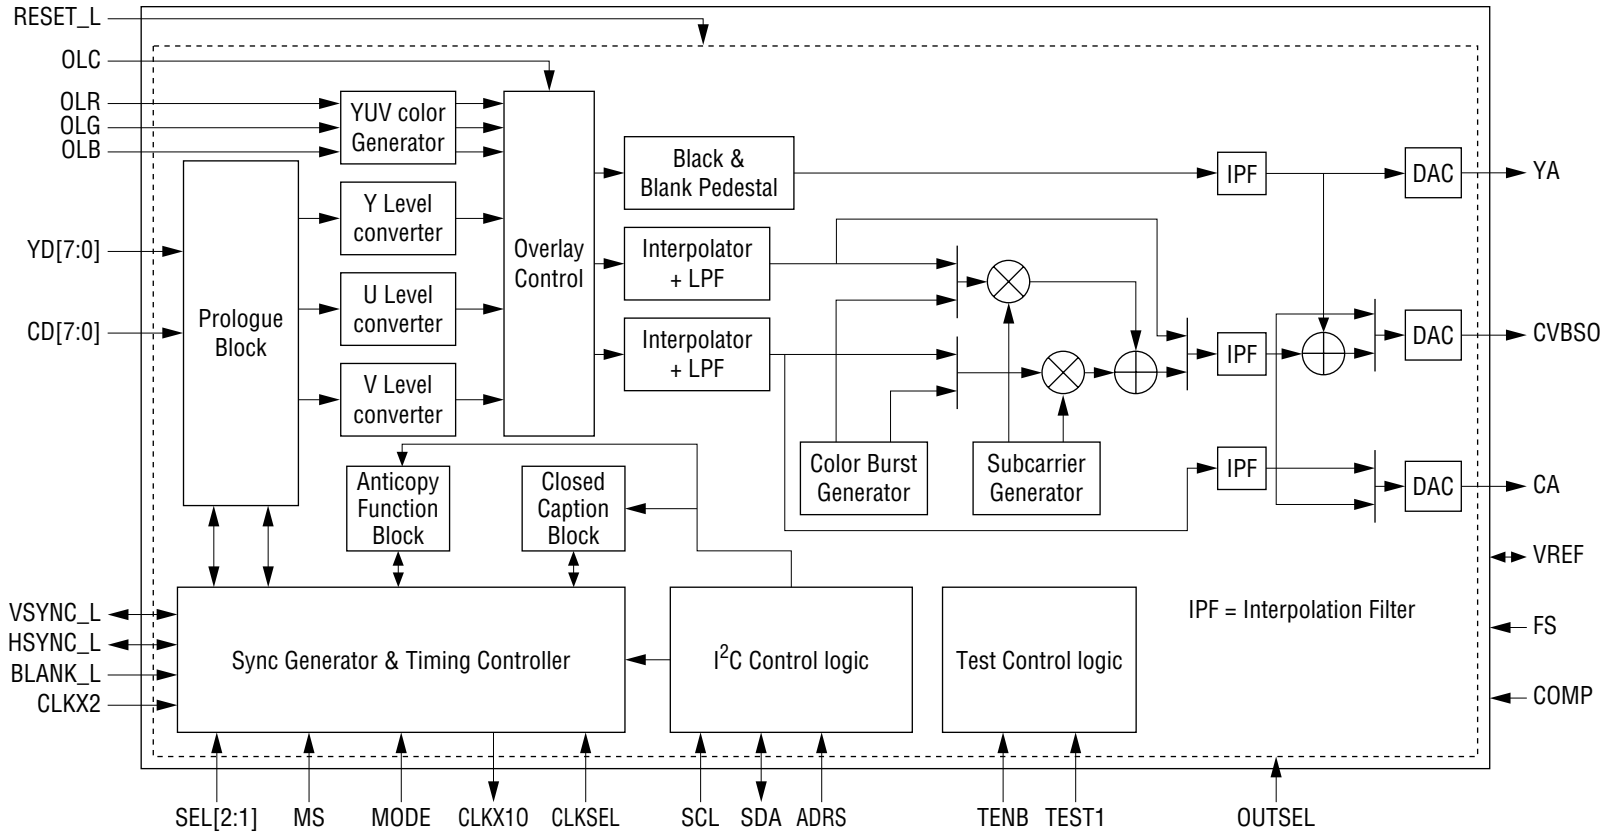 RESET_L
OLC
OLR
OLG
OLB
YUV color
Generator
Black &
Blank Pedestal
IPF
DAC
YA
Y Level
converter
YD[7:0]
Overlay
Control
Interpolator
+ LPF
U Level
converter
Prologue
Block
CD[7:0]
Interpolator
+ LPF
IPF
DAC
CVBSO
V Level
converter
Color Burst
Generator
Subcarrier
Generator
IPF
DAC
CA
Anticopy
Function
Block
Closed
Caption
Block
VREF
VSYNC_L
HSYNC_L
BLANK_L
CLKX2
Sync Generator & Timing Controller
I²C Control logic
Test Control logic
IPF = Interpolation Filter
FS
COMP
SEL[2:1]
MS
MODE
CLKX10
CLKSEL
SCL
SDA
ADRS
TENB
TEST1
OUTSEL